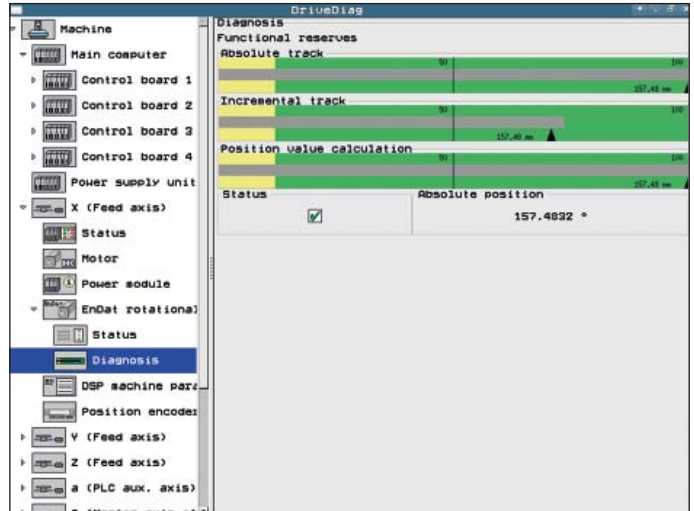 DriveDiag
Machine
Main computer
Control board 1
Control board 2
Control board 3
Control board 4
Power supply unit
X (Feed axis)
Status
Motor
Power module
EnDat rotational
Status
Diagnosis
DSP machine para
Position encoder
Y (Feed axis)
Z (Feed axis)
a (PLC aux. axis)
Diagnosis
Functional reserves
Absolute track
50 100
157.48 mm
Incremental track
50 100
157.48 mm
Position value calculation
50 100
157.48 mm
Status
Absolute position
157.4832 °